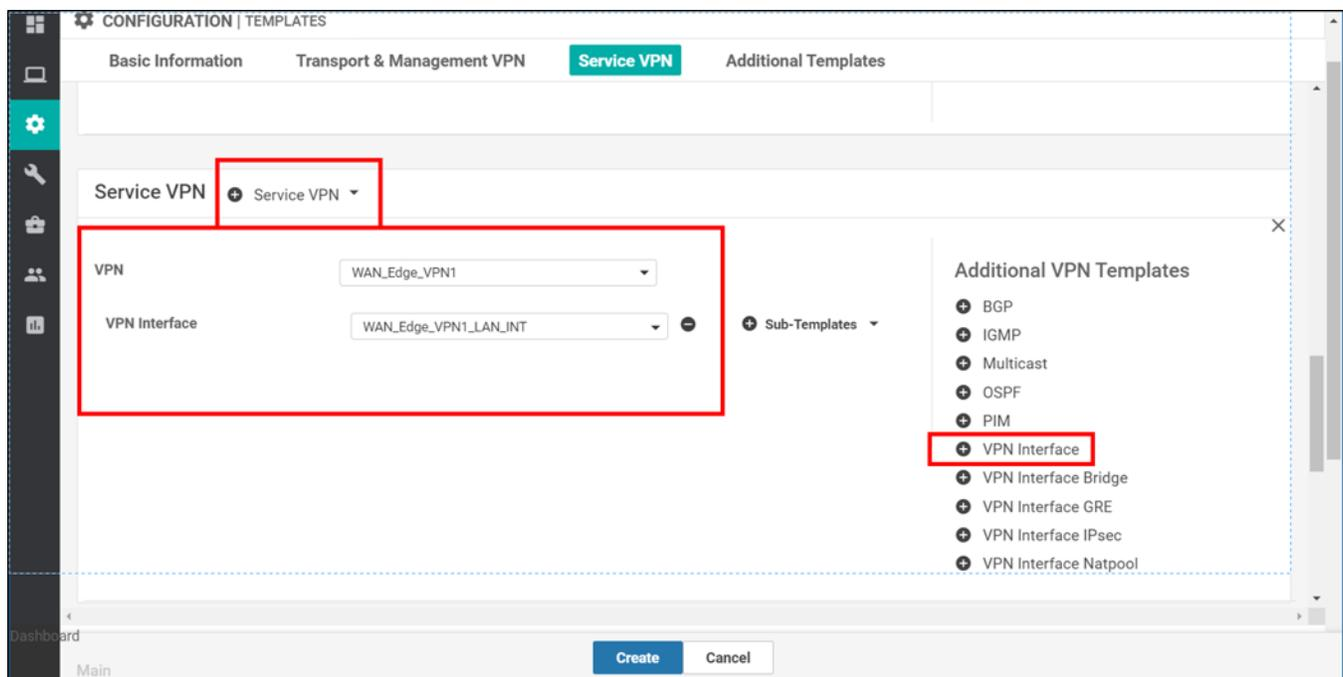 CONFIGURATION | TEMPLATES
Basic Information Transport & Management VPN Service VPN Additional Templates
Service VPN Service VPN
VPN WAN_Edge_VPN1
VPN Interface WAN_Edge_VPN1_LAN_INT Sub-Templates
Additional VPN Templates
BGP
IGMP
Multicast
OSPF
PIM
VPN Interface
VPN Interface Bridge
VPN Interface GRE
VPN Interface IPsec
VPN Interface Natpool
Dashboard
Main
Create Cancel